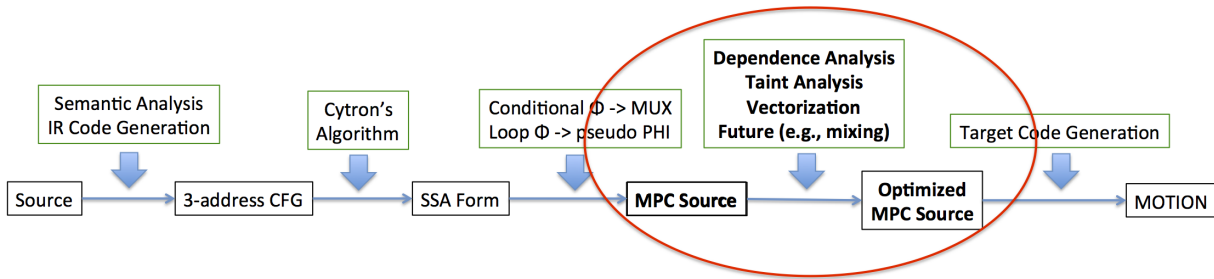 Semantic Analysis
IR Code Generation
Cytron's
Algorithm
Conditional Φ -> MUX
Loop Φ -> pseudo PHI
Dependence Analysis
Taint Analysis
Vectorization
Future (e.g., mixing)
Target Code Generation
Source
3-address CFG
SSA Form
MPC Source
Optimized
MPC Source
MOTION